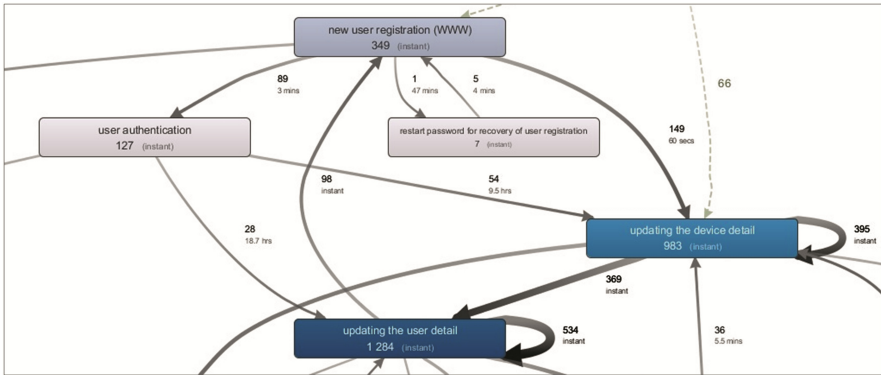 new user registration (WWW)
349 (instant)
89
3 mins
1
47 mins
5
4 mins
66
user authentication
127 (instant)
restart password for recovery of user registration
7 (instant)
149
60 secs
98
instant
54
9.5 hrs
28
18.7 hrs
updating the device detail
983 (instant)
395
instant
369
instant
updating the user detail
1 284 (instant)
534
instant
36
5.5 mins